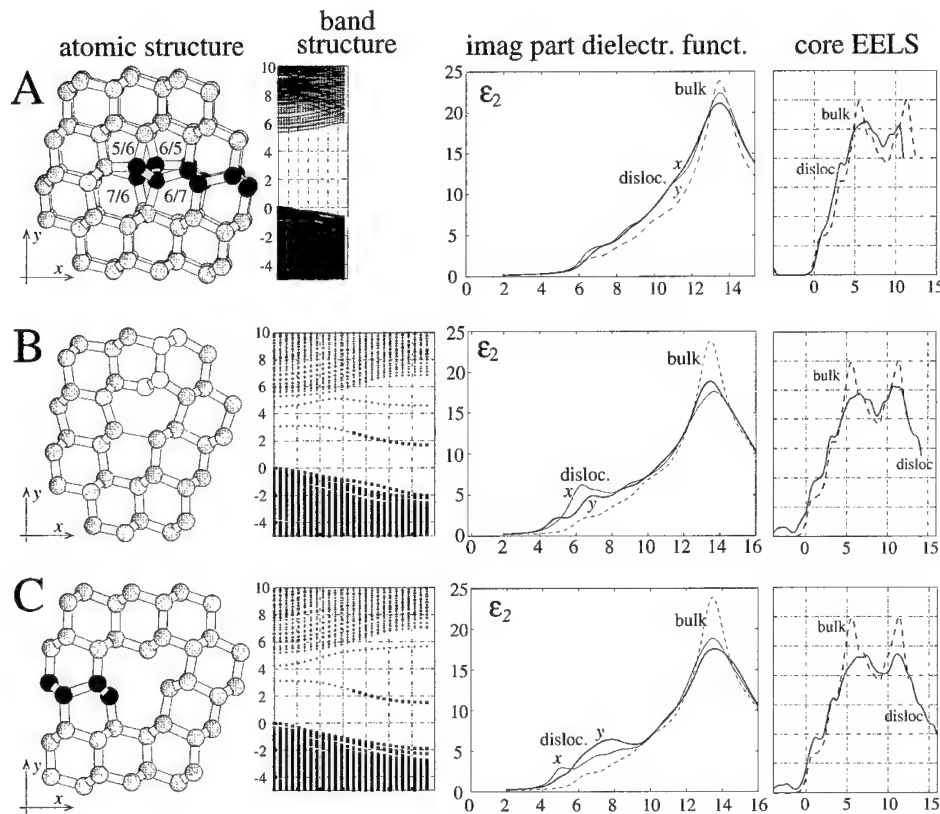 atomic structure
band
structure
imag part dielectr. funct.
core EELS
A
5/6 6/5
7/6 6/7
y
x
10
8
6
4
2
0
-2
-4
25
20
15
10
5
0
ε2
bulk
x
disloc.
y
0 2 4 6 8 10 12 14
bulk
disloc.
0 5 10 15
B
y
x
10
8
6
4
2
0
-2
-4
25
20
15
10
5
0
ε2
bulk
disloc.
x
y
0 2 4 6 8 10 12 14 16
bulk
disloc
0 5 10 15
C
y
x
10
8
6
4
2
0
-2
-4
25
20
15
10
5
0
ε2
bulk
y
disloc.
x
0 2 4 6 8 10 12 14 16
bulk
disloc.
0 5 10 15